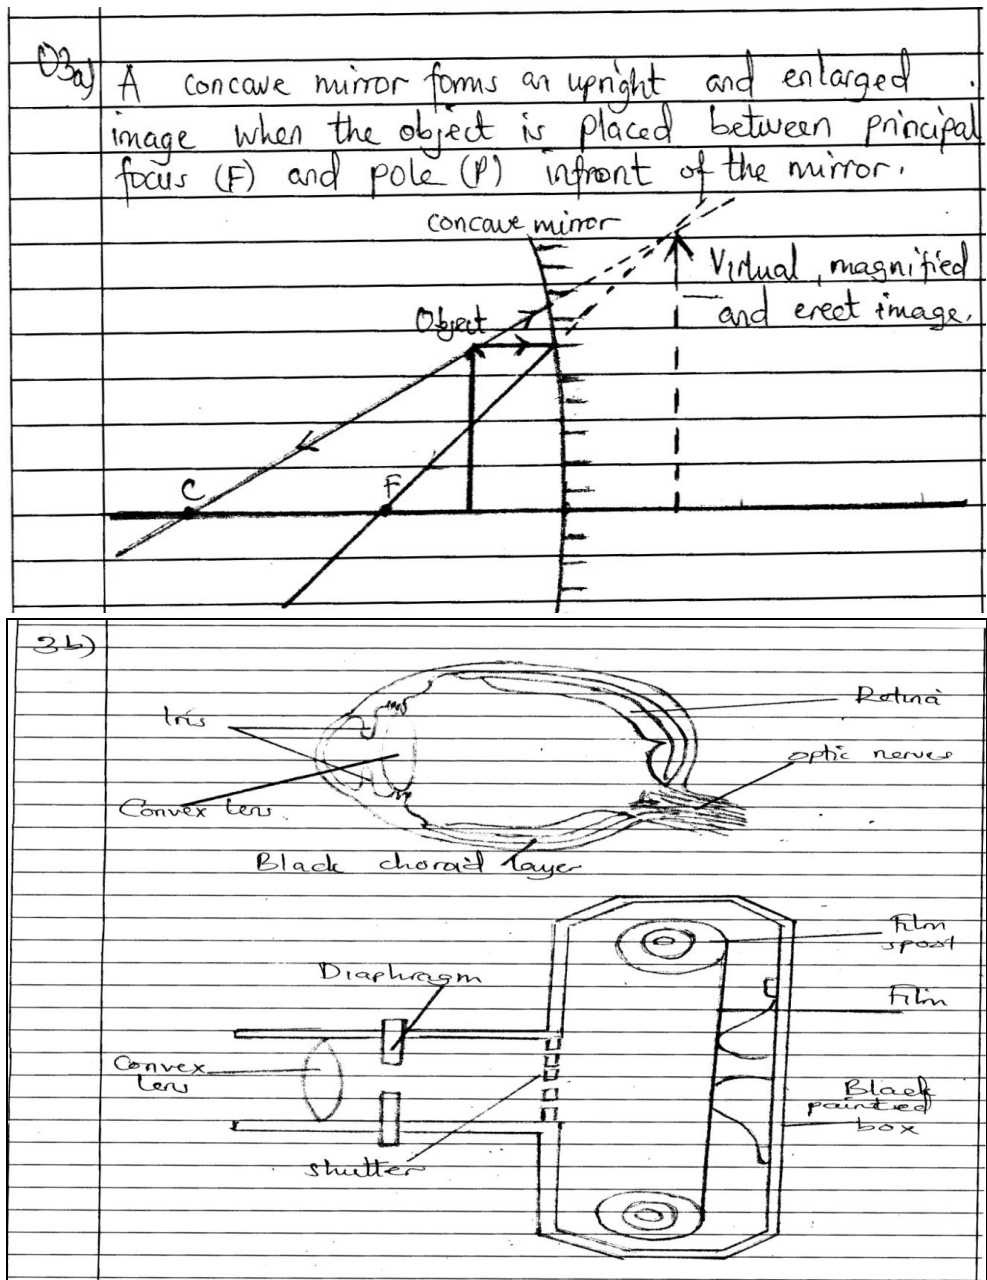 Q3a) A concave mirror forms an upright and enlarged
image when the object is placed between principal
focus (F) and pole (P) infront of the mirror.
concave mirror
Virtual, magnified
and erect image.
Object
C
F
3b)
Retina
Iris
optic nerves
Convex lens
Black choroid layer
Film
spool
Diaphragm
Film
Convex
lens
Black
painted
box
shutter